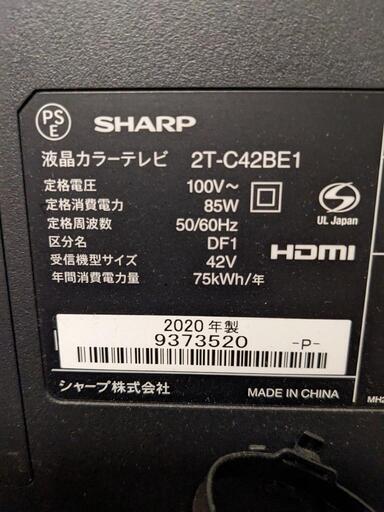 PS
E
SHARP
液晶カラーテレビ 2T-C42BE1
定格電圧 100V～
定格消費電力 85W
定格周波数 50/60Hz
区分名 DF1
受信機型サイズ 42V
年間消費電力量 75kWh/年
UL Japan
HDMI
2020年製
9373520 -P-
シャープ株式会社 MADE IN CHINA